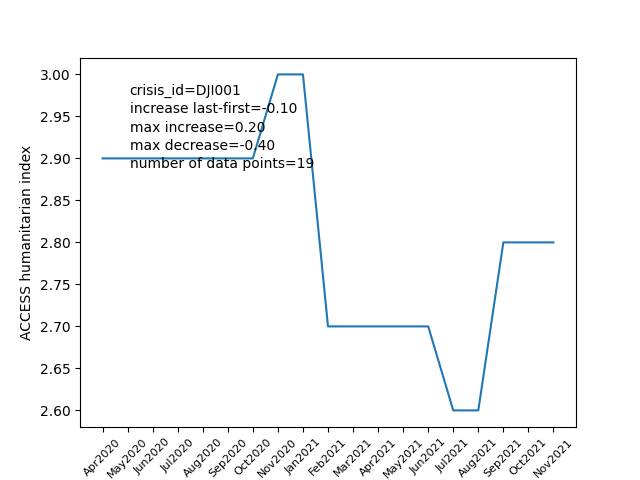 crisis_id=DJI001
increase last-first=-0.10
max increase=0.20
max decrease=-0.40
number of data points=19
ACCESS humanitarian index
3.00
2.95
2.90
2.85
2.80
2.75
2.70
2.65
2.60
Apr2020
May2020
Jun2020
Jul2020
Aug2020
Sep2020
Oct2020
Nov2020
Jan2021
Feb2021
Mar2021
Apr2021
May2021
Jun2021
Jul2021
Aug2021
Sep2021
Oct2021
Nov2021